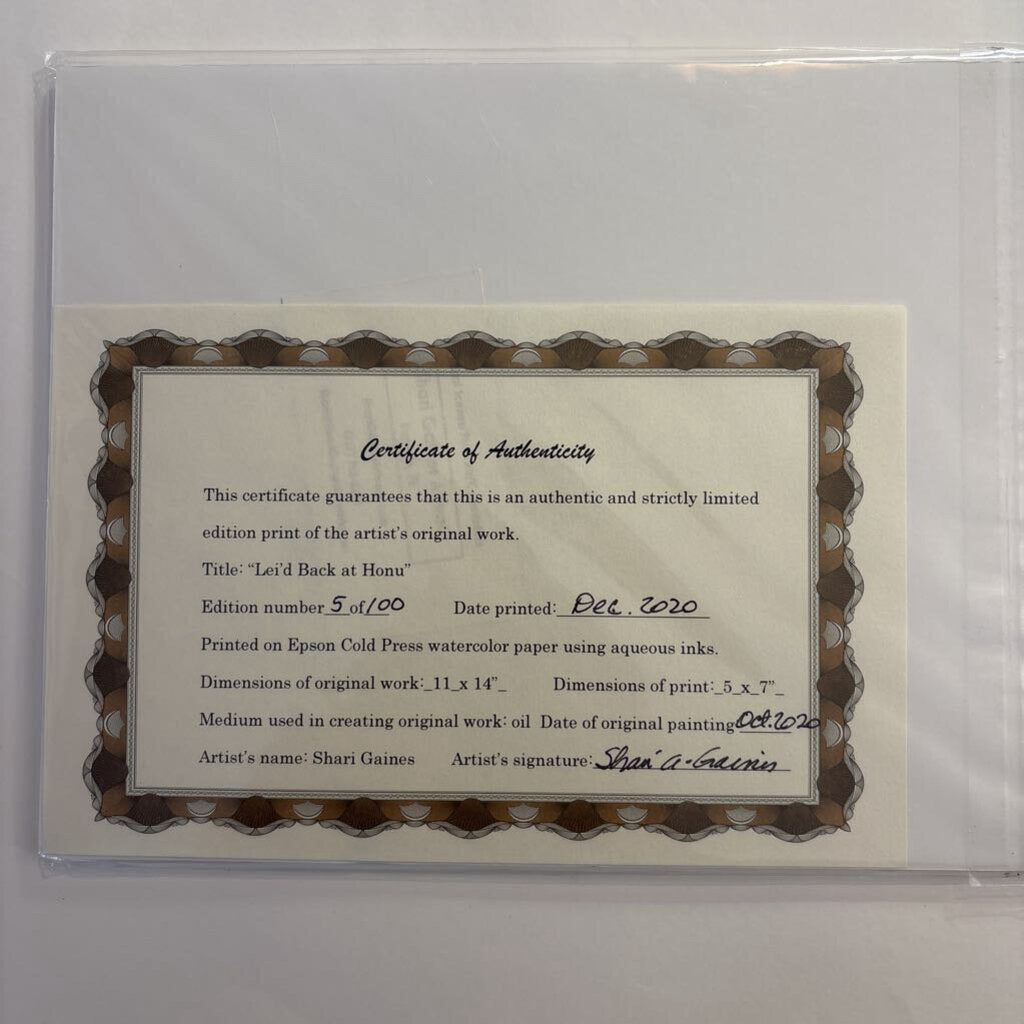 Certificate of Authenticity
This certificate guarantees that this is an authentic and strictly limited
edition print of the artist's original work.
Title: "Lei'd Back at Honu"
Edition number 5 of 100 Date printed: Dec. 2020
Printed on Epson Cold Press watercolor paper using aqueous inks.
Dimensions of original work:_11_x 14"_ Dimensions of print:_5_x_7"_
Medium used in creating original work: oil Date of original painting Oct. 2020
Artist's name: Shari Gaines Artist's signature: Shari A. Gaines